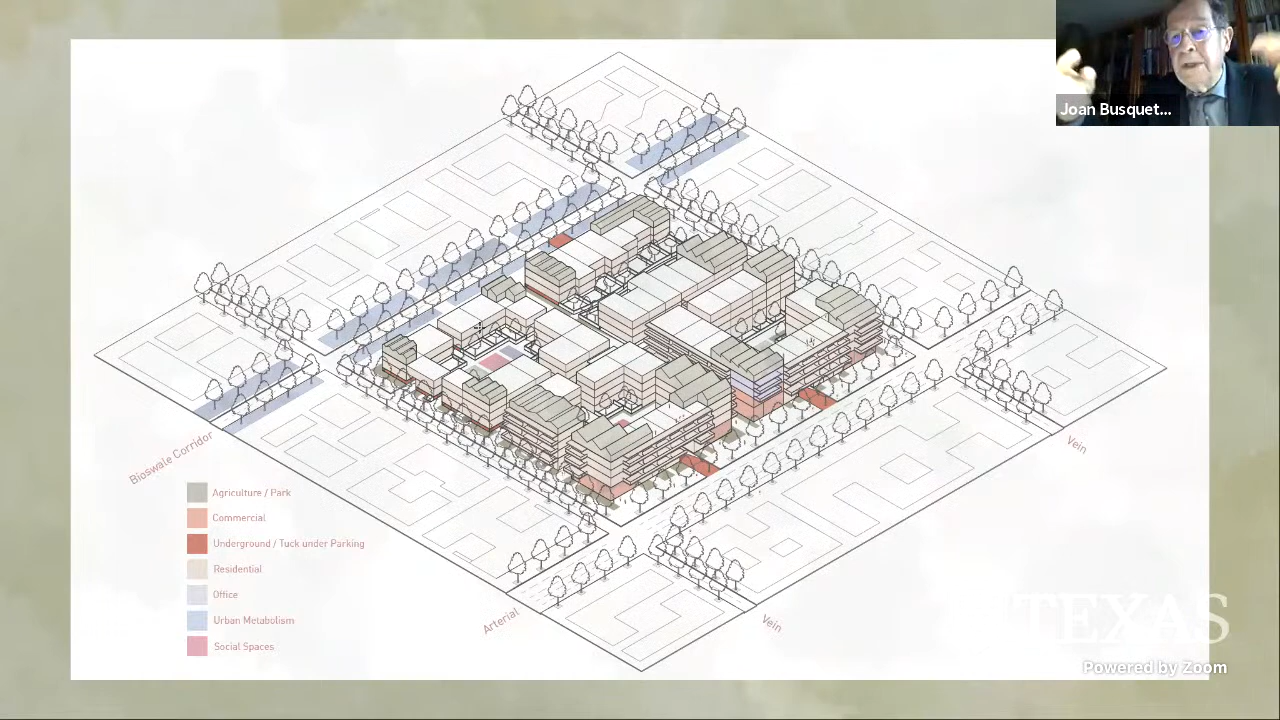 Joan Busquet...
Bioswale Corridor
Vein
Agriculture / Park
Commercial
Underground / Tuck under Parking
Residential
Office
Urban Metabolism
Social Spaces
Arterial
Vein
TEXAS
Powered by Zoom